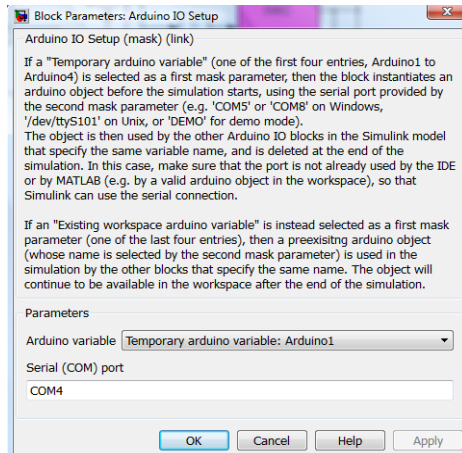 Block Parameters: Arduino IO Setup
Arduino IO Setup (mask) (link)
If a "Temporary arduino variable" (one of the first four entries, Arduino1 to
Arduino4) is selected as a first mask parameter, then the block instantiates an
arduino object before the simulation starts, using the serial port provided by
the second mask parameter (e.g. 'COM5' or 'COM8' on Windows,
'/dev/ttyS101' on Unix, or 'DEMO' for demo mode).
The object is then used by the other Arduino IO blocks in the Simulink model
that specify the same variable name, and is deleted at the end of the
simulation. In this case, make sure that the port is not already used by the IDE
or by MATLAB (e.g. by a valid arduino object in the workspace), so that
Simulink can use the serial connection.
If an "Existing workspace arduino variable" is instead selected as a first mask
parameter (one of the last four entries), then a preexisitng arduino object
(whose name is selected by the second mask parameter) is used in the
simulation by the other blocks that specify the same name. The object will
continue to be available in the workspace after the end of the simulation.
Parameters
Arduino variable Temporary arduino variable: Arduino1
Serial (COM) port
COM4
OK Cancel Help Apply